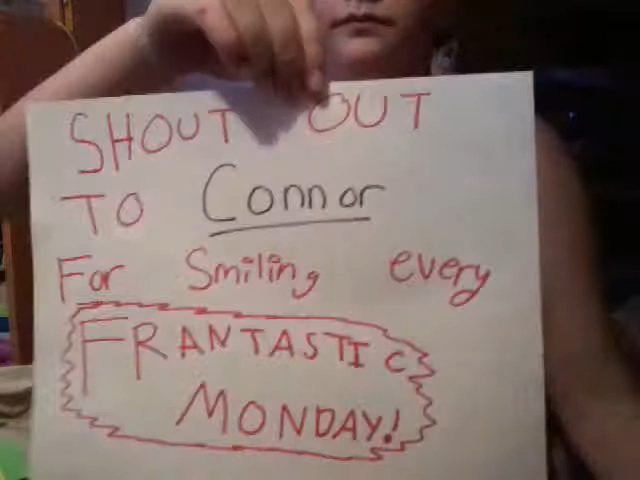 SHOUT OUT
TO Connor
For Smiling every
FRANTASTIC
MONDAY!